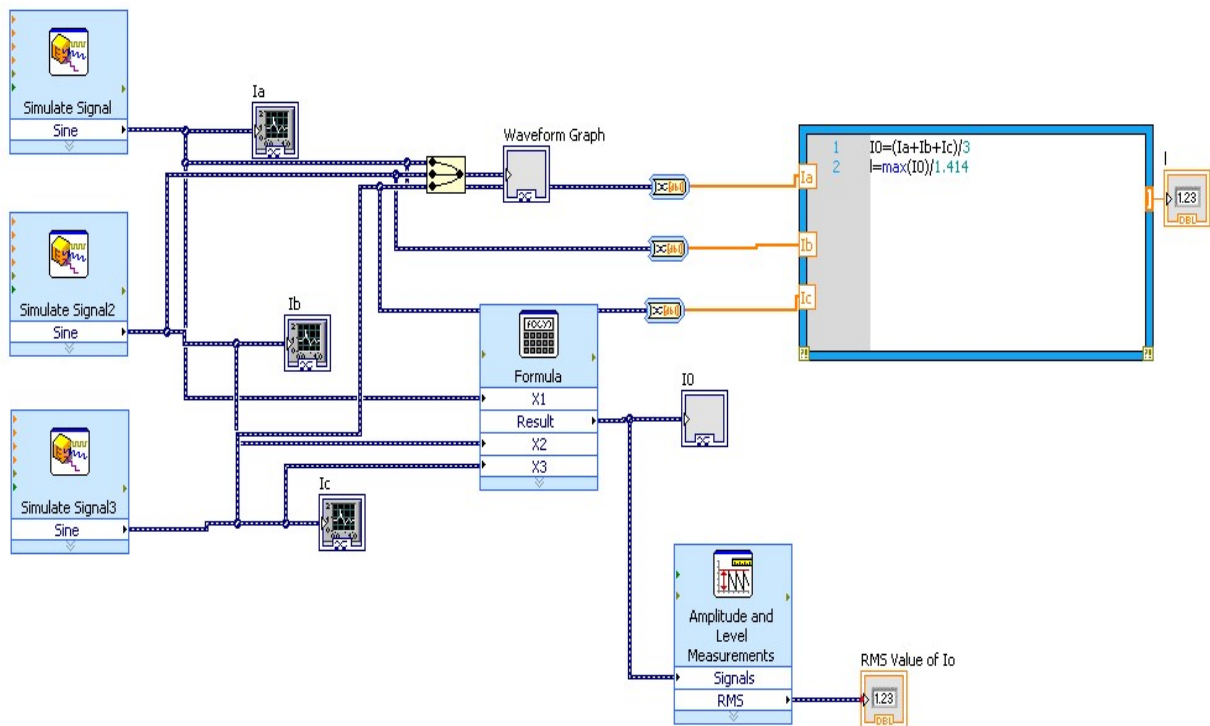 Simulate Signal
Sine
Ia
Waveform Graph
1 I0=(Ia+Ib+Ic)/3
2 I=max(I0)/1.414
Ia
Ib
Ic
I
1.23
DBL
Simulate Signal2
Sine
Ib
f(X,Y)
Formula
X1
Result
X2
X3
I0
Simulate Signal3
Sine
Ic
Amplitude and
Level
Measurements
Signals
RMS
RMS Value of Io
1.23
DBL